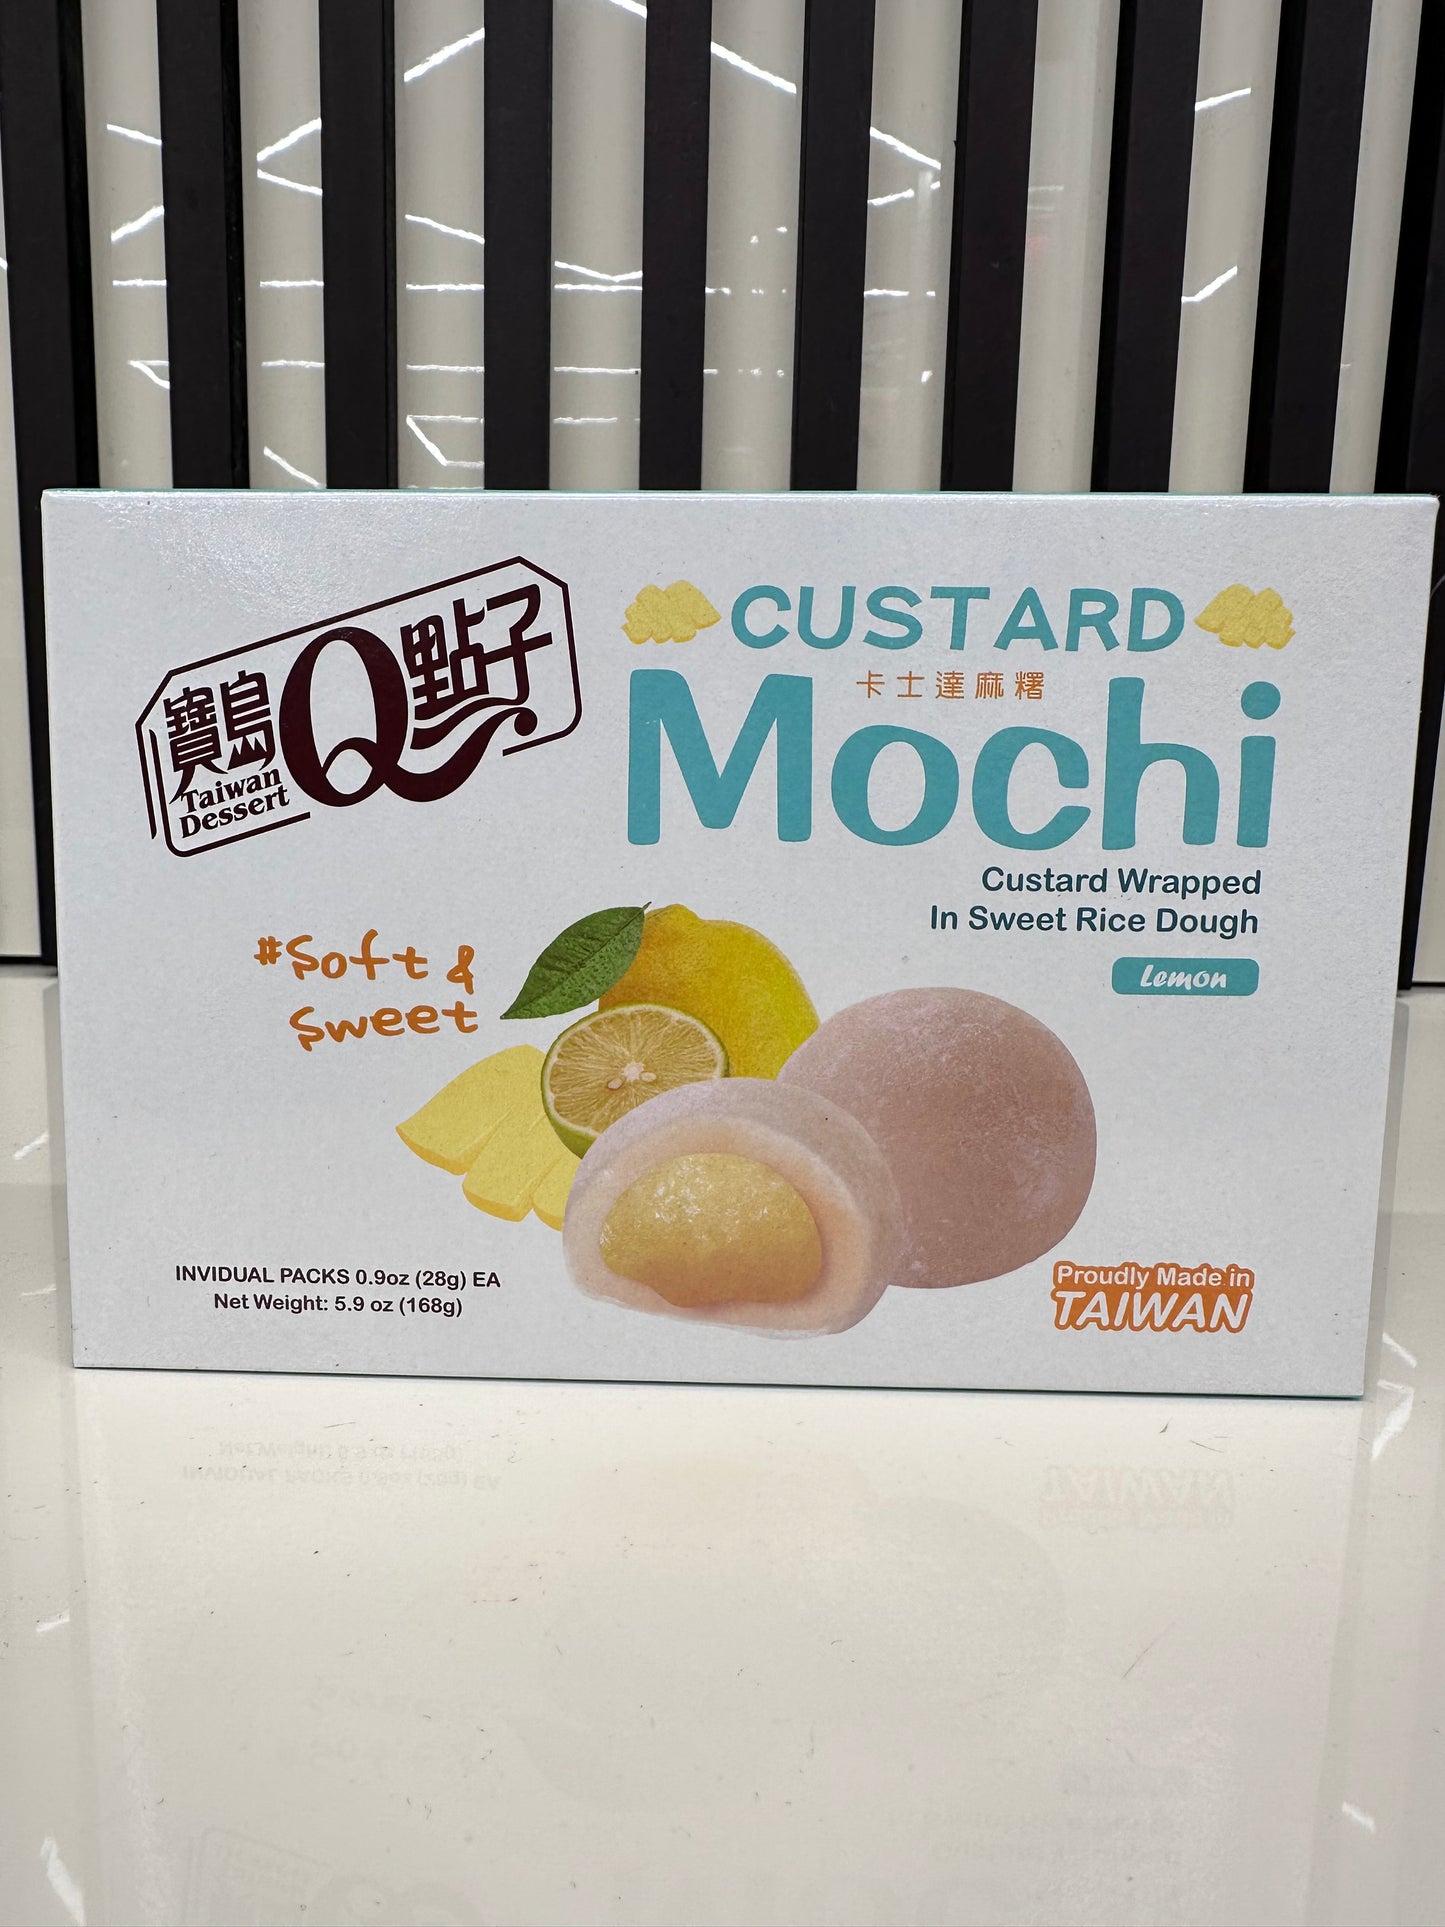 寶島Q點子
Taiwan
Dessert
CUSTARD
卡士達麻糬
Mochi
Custard Wrapped
In Sweet Rice Dough
Lemon
#Soft &
Sweet
INVIDUAL PACKS 0.9oz (28g) EA
Net Weight: 5.9 oz (168g)
Proudly Made in
TAIWAN